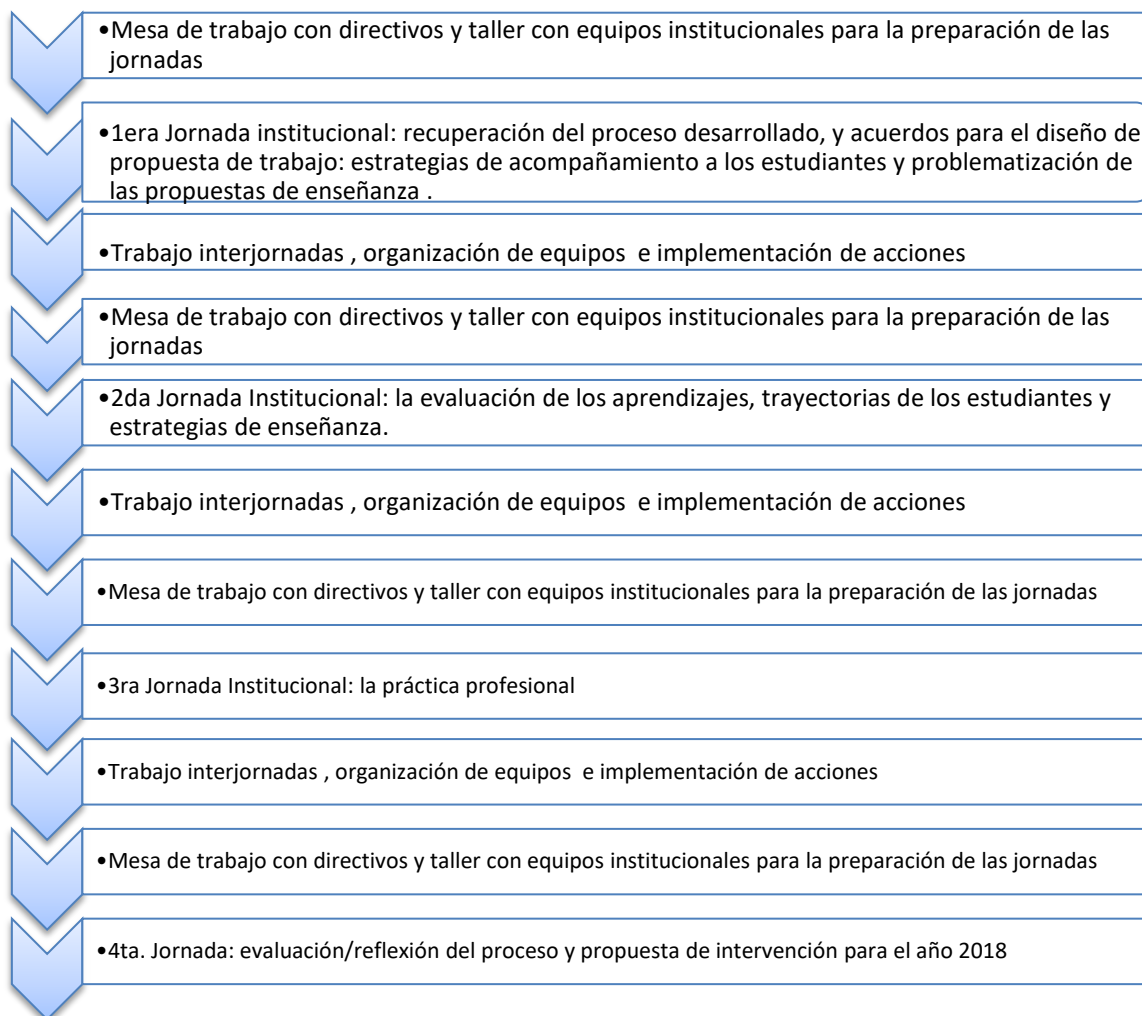 •Mesa de trabajo con directivos y taller con equipos institucionales para la preparación de las
jornadas
•1era Jornada institucional: recuperación del proceso desarrollado, y acuerdos para el diseño de
propuesta de trabajo: estrategias de acompañamiento a los estudiantes y problematización de
las propuestas de enseñanza .
•Trabajo interjornadas , organización de equipos  e implementación de acciones
•Mesa de trabajo con directivos y taller con equipos institucionales para la preparación de las
jornadas
•2da Jornada Institucional: la evaluación de los aprendizajes, trayectorias de los estudiantes y
estrategias de enseñanza.
•Trabajo interjornadas , organización de equipos  e implementación de acciones
•Mesa de trabajo con directivos y taller con equipos institucionales para la preparación de las jornadas
•3ra Jornada Institucional: la práctica profesional
•Trabajo interjornadas , organización de equipos  e implementación de acciones
•Mesa de trabajo con directivos y taller con equipos institucionales para la preparación de las jornadas
•4ta. Jornada: evaluación/reflexión del proceso y propuesta de intervención para el año 2018